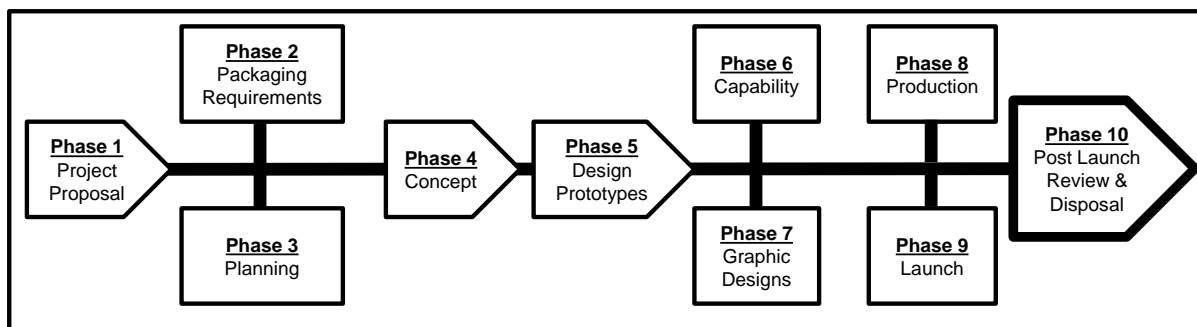 Phase 1
Project
Proposal
Phase 2
Packaging
Requirements
Phase 3
Planning
Phase 4
Concept
Phase 5
Design
Prototypes
Phase 6
Capability
Phase 7
Graphic
Designs
Phase 8
Production
Phase 9
Launch
Phase 10
Post Launch
Review &
Disposal